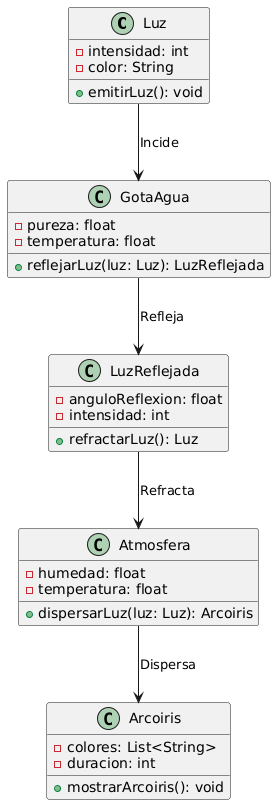 C Luz
intensidad: int
color: String
emitirLuz(): void
Incide
C GotaAgua
pureza: float
temperatura: float
reflejarLuz(luz: Luz): LuzReflejada
Refleja
C LuzReflejada
anguloReflexion: float
intensidad: int
refractarLuz(): Luz
Refracta
C Atmosfera
humedad: float
temperatura: float
dispersarLuz(luz: Luz): Arcoiris
Dispersa
C Arcoiris
colores: List<String>
duracion: int
mostrarArcoiris(): void